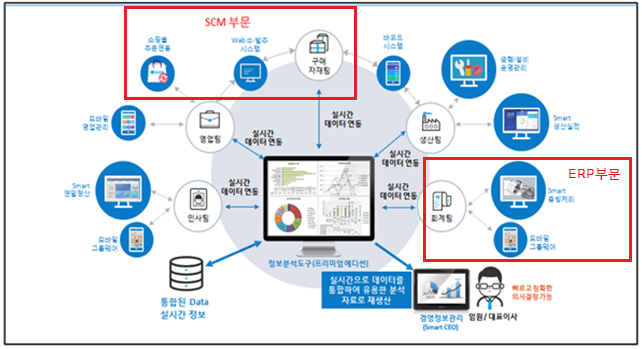 SCM 부문
쇼핑몰
주문연동
Web수·발주
시스템
구매
자재팀
바코드
시스템
금형/설비
운영관리
모바일
영업관리
영업팀
실시간
데이터 연동
실시간
데이터 연동
실시간
데이터 연동
생산팀
Smart
생산실적
ERP부문
Smart
연말정산
인사팀
실시간
데이터 연동
실시간
데이터 연동
회계팀
Smart
증빙처리
모바일
그룹웨어
모바일
그룹웨어
정보분석도구(프리미엄에디션)
통합된 Data
실시간 정보
실시간으로 데이터를
통합하여 유용한 분석
자료로 재생산
경영정보관리
(Smart CEO)
임원/대표이사
빠르고정확한
의사결정가능